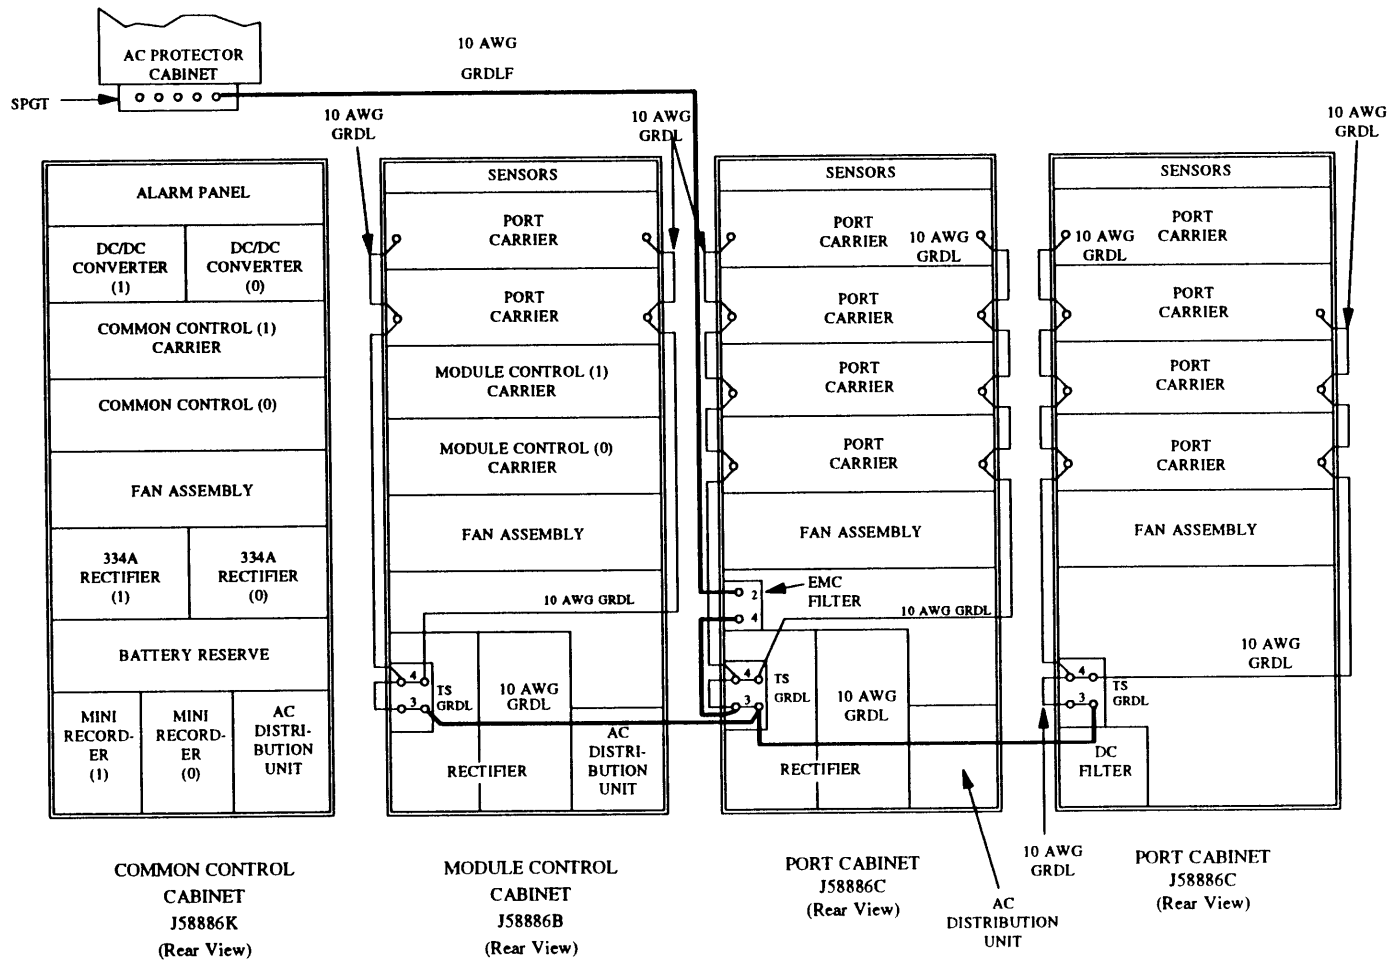 AC PROTECTOR
CABINET
SPGT
10 AWG
GRDLF
10 AWG
GRDL
10 AWG
GRDL
10 AWG
GRDL
ALARM PANEL
DC/DC
CONVERTER
(1)
DC/DC
CONVERTER
(0)
COMMON CONTROL (1)
CARRIER
COMMON CONTROL (0)
FAN ASSEMBLY
334A
RECTIFIER
(1)
334A
RECTIFIER
(0)
BATTERY RESERVE
MINI
RECORD-
ER
(1)
MINI
RECORD-
ER
(0)
AC
DISTRI-
BUTION
UNIT
COMMON CONTROL
CABINET
J58886K
(Rear View)
SENSORS
PORT
CARRIER
PORT
CARRIER
MODULE CONTROL (1)
CARRIER
MODULE CONTROL (0)
CARRIER
FAN ASSEMBLY
10 AWG GRDL
4
3
TS
GRDL
10 AWG
GRDL
RECTIFIER
AC
DISTRI-
BUTION
UNIT
MODULE CONTROL
CABINET
J58886B
(Rear View)
SENSORS
PORT
CARRIER
10 AWG
GRDL
PORT
CARRIER
PORT
CARRIER
PORT
CARRIER
FAN ASSEMBLY
2
4
EMC
FILTER
10 AWG GRDL
4
3
TS
GRDL
10 AWG
GRDL
RECTIFIER
PORT CABINET
J58886C
(Rear View)
AC
DISTRIBUTION
UNIT
SENSORS
PORT
CARRIER
10 AWG
GRDL
PORT
CARRIER
PORT
CARRIER
PORT
CARRIER
FAN ASSEMBLY
10 AWG
GRDL
4
3
TS
GRDL
DC
FILTER
10 AWG
GRDL
PORT CABINET
J58886C
(Rear View)